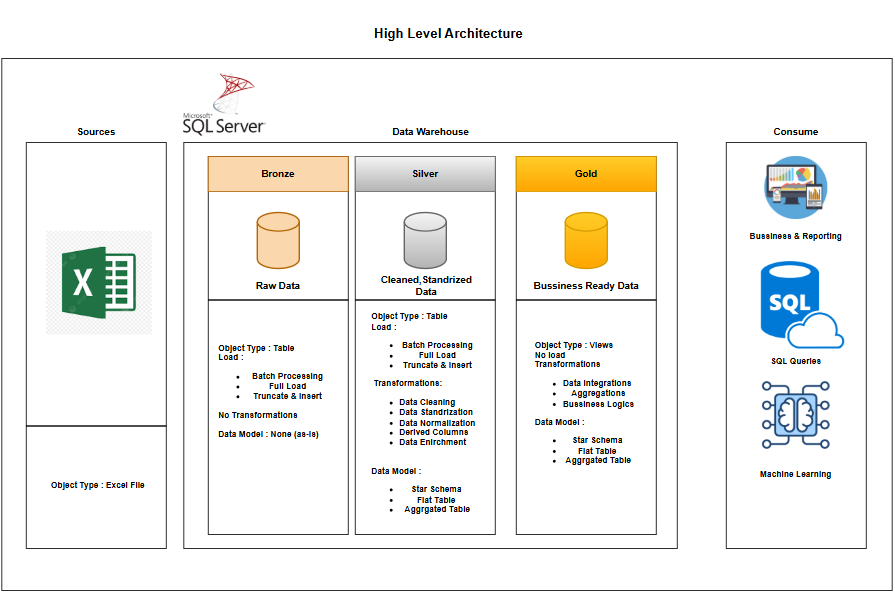 High Level Architecture
Sources
Microsoft®
SQL Server®
Data Warehouse
Consume
X
Object Type : Excel File
Bronze
Raw Data
Object Type : Table
Load :
• Batch Processing
• Full Load
• Truncate & Insert
No Transformations
Data Model : None (as-is)
Silver
Cleaned,Standrized
Data
Object Type : Table
Load :
• Batch Processing
• Full Load
• Truncate & Insert
Transformations:
• Data Cleaning
• Data Standrization
• Data Normalization
• Derived Columns
• Data Enirchment
Data Model :
• Star Schema
• Flat Table
• Aggrgated Table
Gold
Bussiness Ready Data
Object Type : Views
No load
Transformations
• Data Integrations
• Aggregations
• Bussiness Logics
Data Model :
• Star Schema
• Flat Table
• Aggrgated Table
Bussiness & Reporting
SQL
SQL Queries
Machine Learning